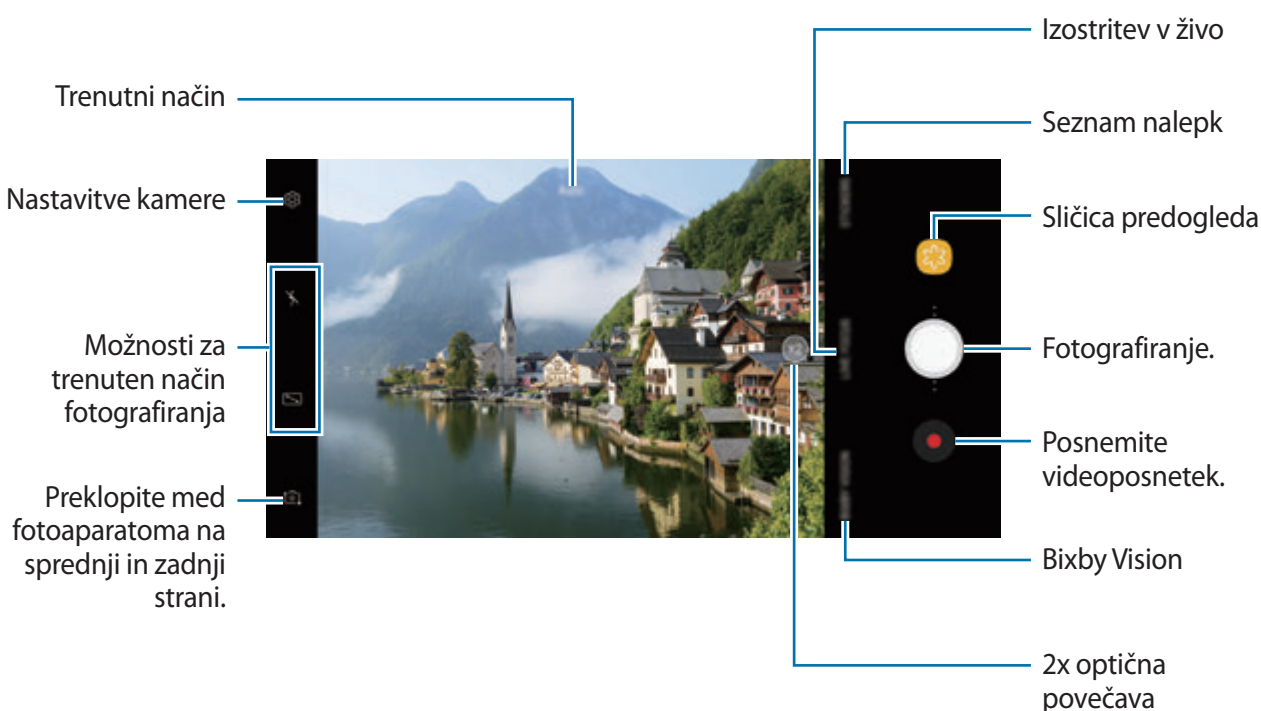 Trenutni način
Nastavitve kamere
Možnosti za
trenuten način
fotografiranja
Preklopite med
fotoaparatoma na
sprednji in zadnji
strani.
Izostritev v živo
Seznam nalepk
Sličica predogleda
Fotografiranje.
Posnemite
videoposnetek.
Bixby Vision
2x optična
povečava